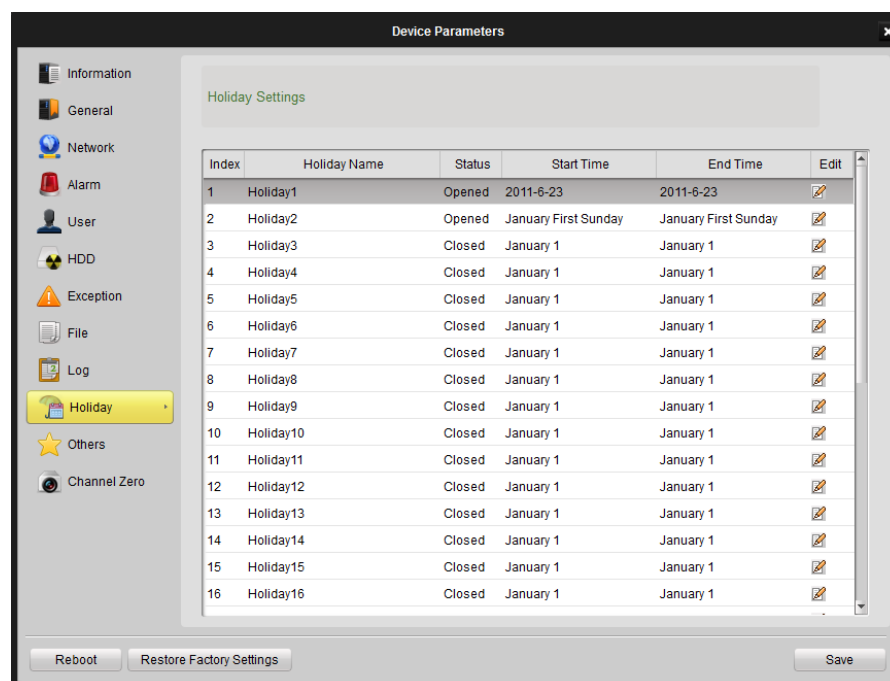 Device Parameters
Information
General
Network
Alarm
User
HDD
Exception
File
Log
Holiday
Others
Channel Zero
Holiday Settings
Index Holiday Name Status Start Time End Time Edit
1 Holiday1 Opened 2011-6-23 2011-6-23
2 Holiday2 Opened January First Sunday January First Sunday
3 Holiday3 Closed January 1 January 1
4 Holiday4 Closed January 1 January 1
5 Holiday5 Closed January 1 January 1
6 Holiday6 Closed January 1 January 1
7 Holiday7 Closed January 1 January 1
8 Holiday8 Closed January 1 January 1
9 Holiday9 Closed January 1 January 1
10 Holiday10 Closed January 1 January 1
11 Holiday11 Closed January 1 January 1
12 Holiday12 Closed January 1 January 1
13 Holiday13 Closed January 1 January 1
14 Holiday14 Closed January 1 January 1
15 Holiday15 Closed January 1 January 1
16 Holiday16 Closed January 1 January 1
Reboot Restore Factory Settings Save